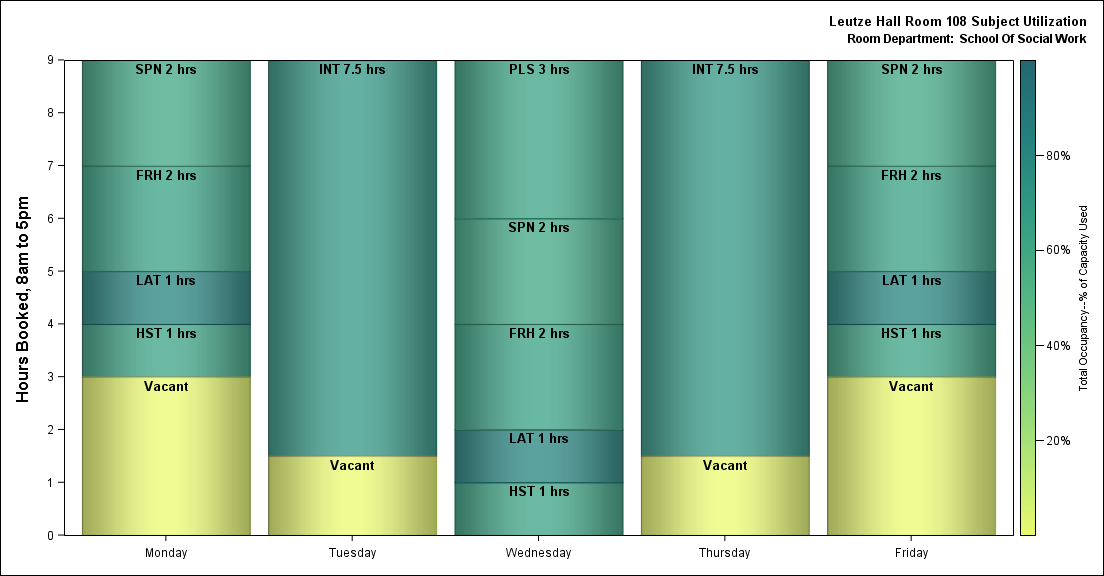 Leutze Hall Room 108 Subject Utilization
Room Department: School Of Social Work
Hours Booked, 8am to 5pm
9
8
7
6
5
4
3
2
1
0
SPN 2 hrs
FRH 2 hrs
LAT 1 hrs
HST 1 hrs
Vacant
INT 7.5 hrs
Vacant
PLS 3 hrs
SPN 2 hrs
FRH 2 hrs
LAT 1 hrs
HST 1 hrs
INT 7.5 hrs
Vacant
SPN 2 hrs
FRH 2 hrs
LAT 1 hrs
HST 1 hrs
Vacant
Monday
Tuesday
Wednesday
Thursday
Friday
80%
60%
40%
20%
Total Occupancy--% of Capacity Used